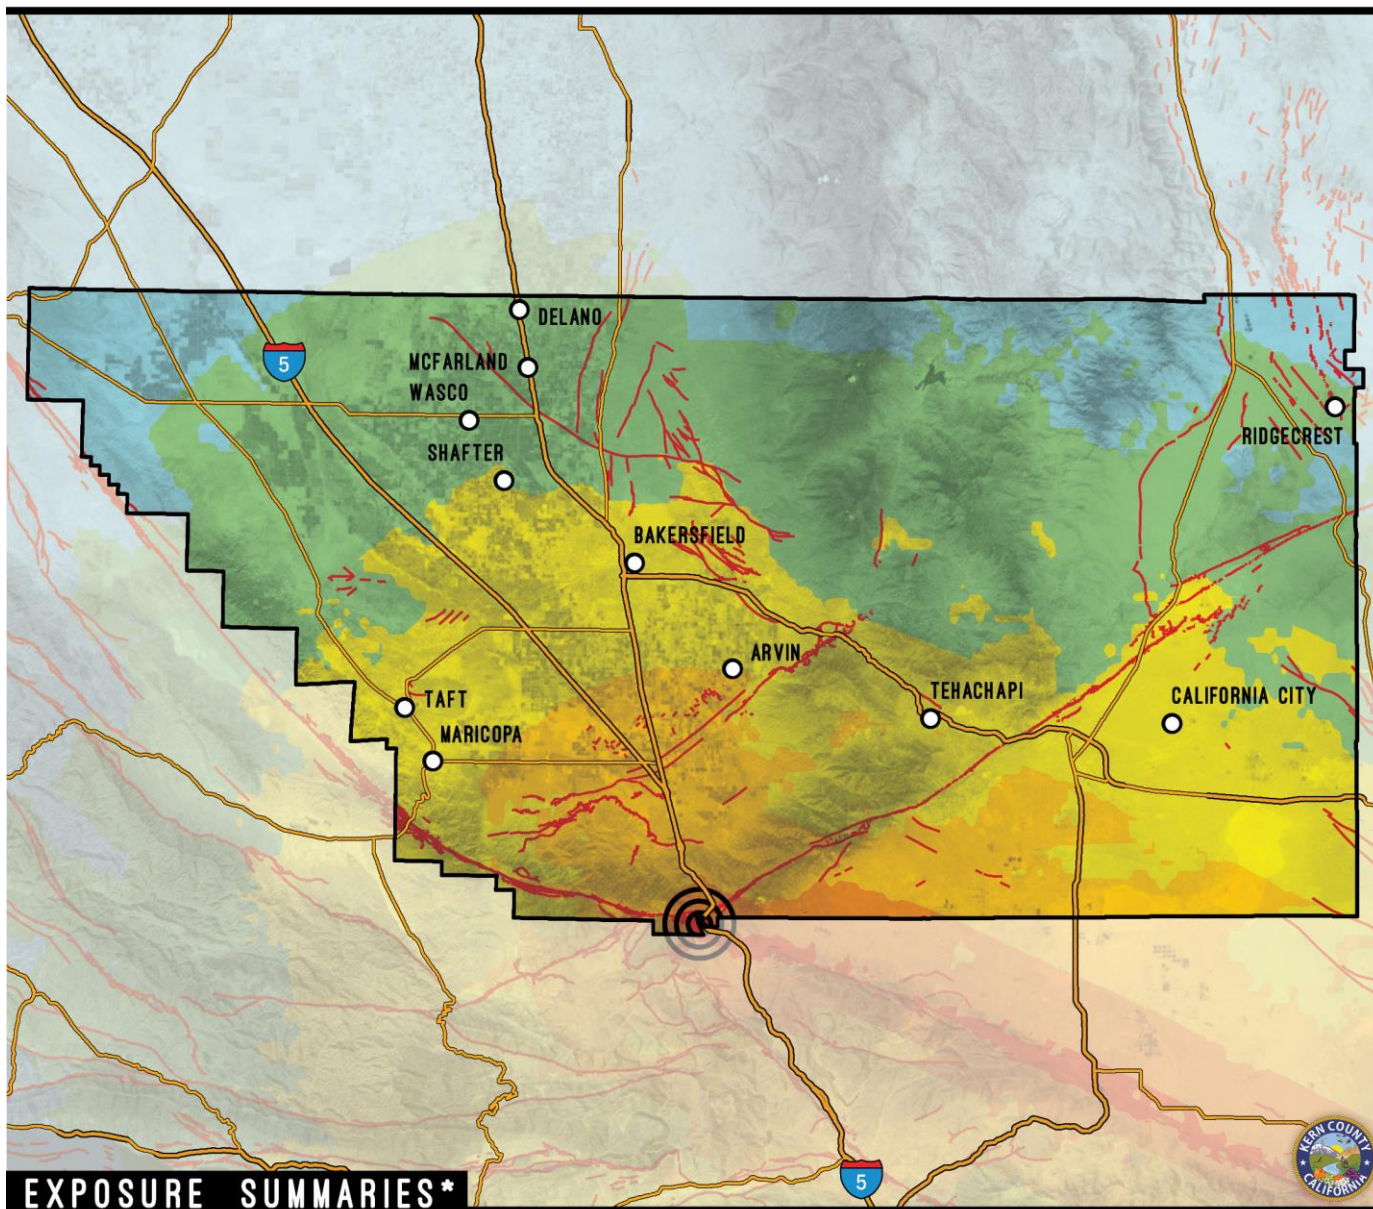 DELANO
5
MCFARLAND
WASCO
RIDGECREST
SHAFTER
BAKERSFIELD
ARVIN
TEHACHAPI
CALIFORNIA CITY
TAFT
MARICOPA
KERN COUNTY
CALIFORNIA
5
EXPOSURE SUMMARIES*